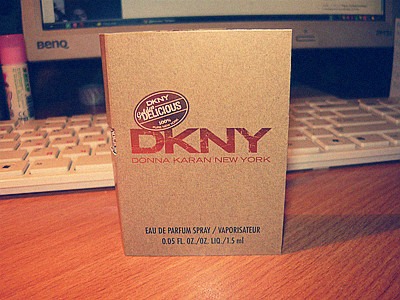 BENQ
DKNY
DELICIOUS
100%
DKNY
DONNA KARAN NEW YORK
EAU DE PARFUM SPRAY / VAPORISATEUR
0.05 FL. OZ./OZ. LIQ./1.5 ml